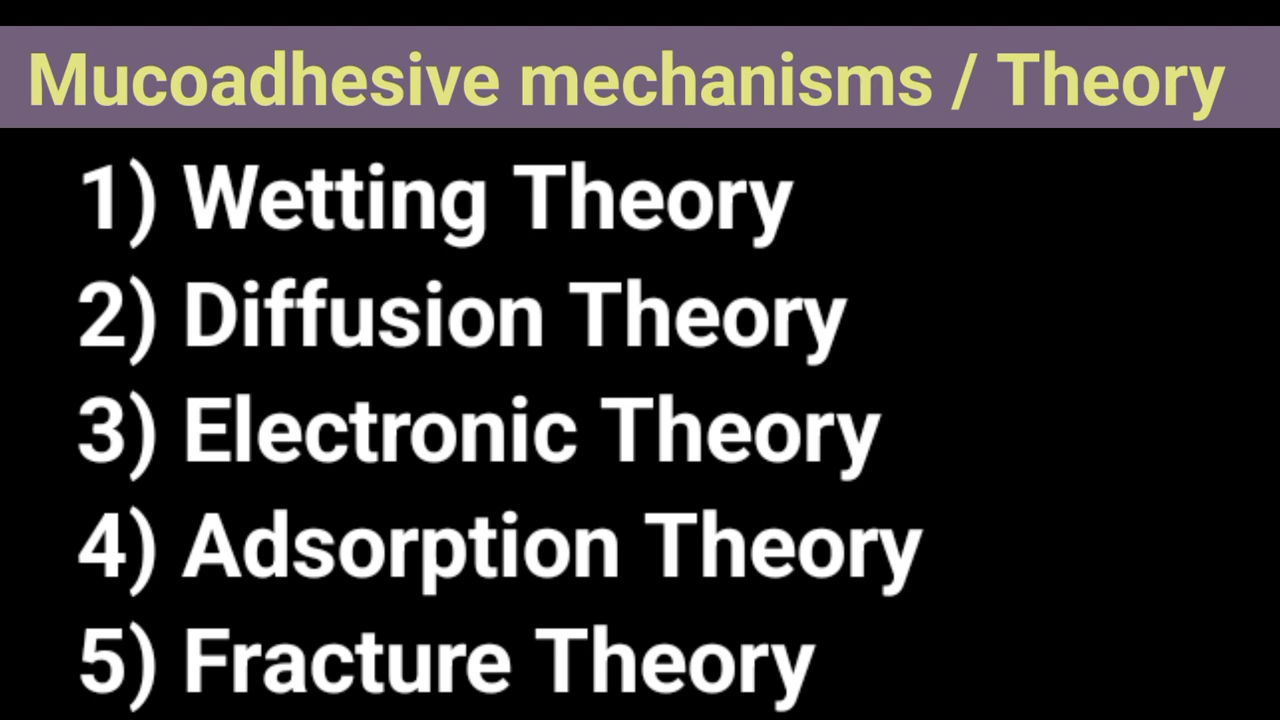 Mucoadhesive mechanisms / Theory
1) Wetting Theory
2) Diffusion Theory
3) Electronic Theory
4) Adsorption Theory
5) Fracture Theory